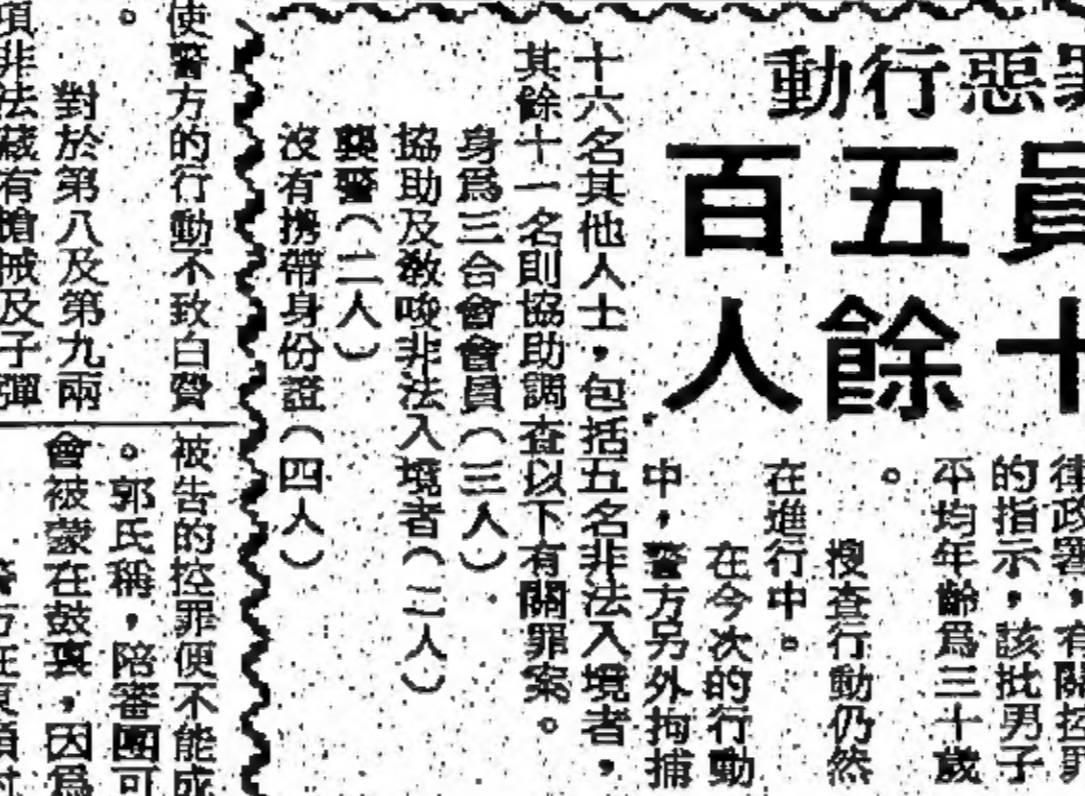 惡行動
員五百
十餘人
律政署，有關控罪
的指示，該批男子
平均年齡爲三十歲
。
搜查行動仍然
在進行中。
在今次的行動
中，警方另外拘捕
十六名其他人士，包括五名非法入境者，
其餘十一名則協助調查以下有關罪案。
身爲三合會會員（三人）
協助及教唆非法入境者（二人）
襲警（二人）
沒有携帶身份證（四人）
使警方的行動不致白費
。
對於第八及第九兩
項非法藏有槍械及子彈
被告的控罪便不能成
。郭氏稱，陪審團可
會被蒙在鼓裏，因爲